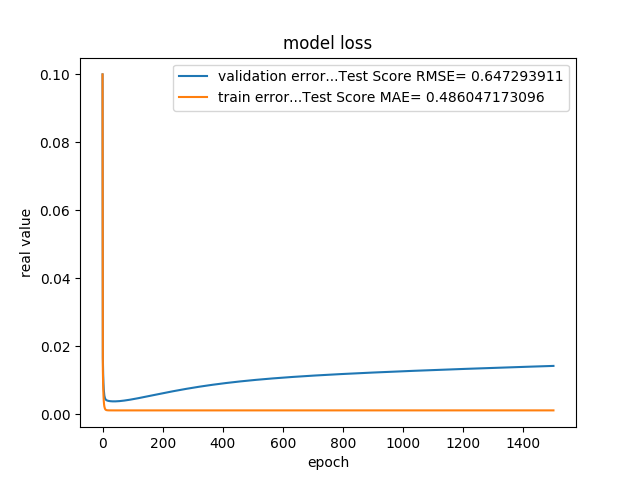 model loss
validation error...Test Score RMSE= 0.647293911
train error...Test Score MAE= 0.486047173096
real value
0.10
0.08
0.06
0.04
0.02
0.00
0 200 400 600 800 1000 1200 1400
epoch